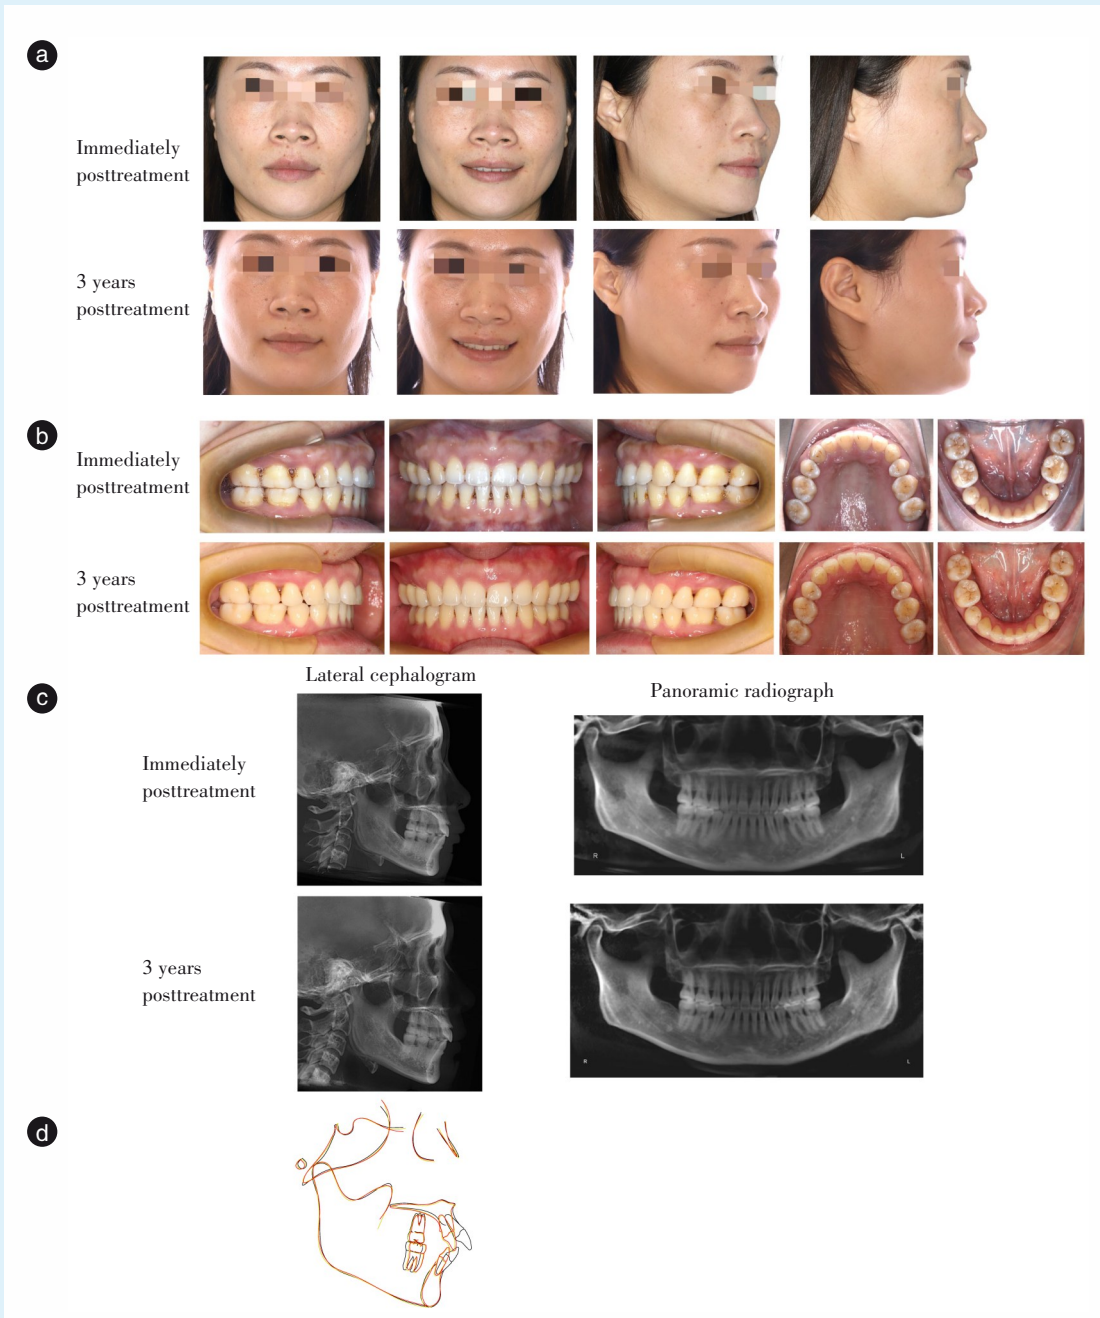 a
Immediately
posttreatment
3 years
posttreatment
b
Immediately
posttreatment
3 years
posttreatment
c
Lateral cephalogram
Panoramic radiograph
Immediately
posttreatment
R
L
3 years
posttreatment
R
L
d